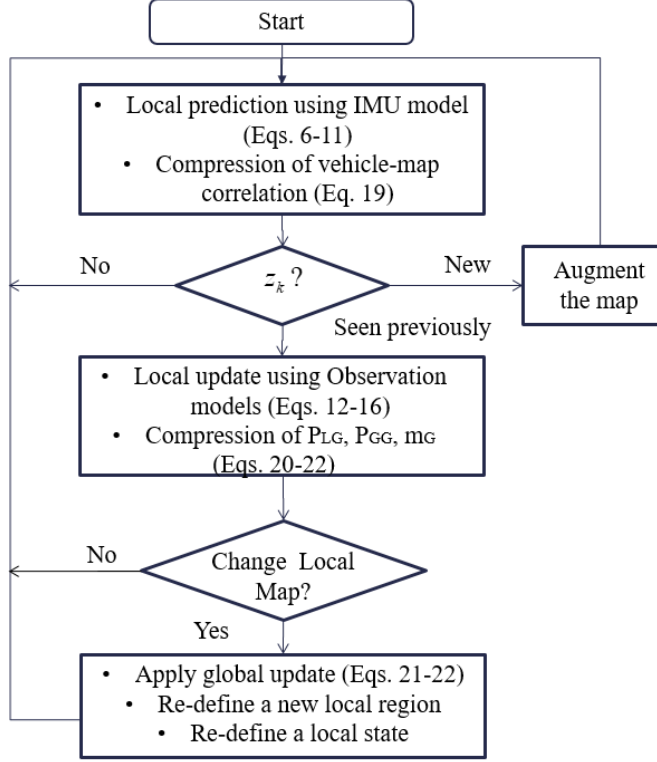 Start
• Local prediction using IMU model
(Eqs. 6-11)
• Compression of vehicle-map
correlation (Eq. 19)
No
z_k ?
New
Augment
the map
Seen previously
• Local update using Observation
models (Eqs. 12-16)
• Compression of PLG, PGG, mG
(Eqs. 20-22)
No
Change Local
Map?
Yes
• Apply global update (Eqs. 21-22)
• Re-define a new local region
• Re-define a local state